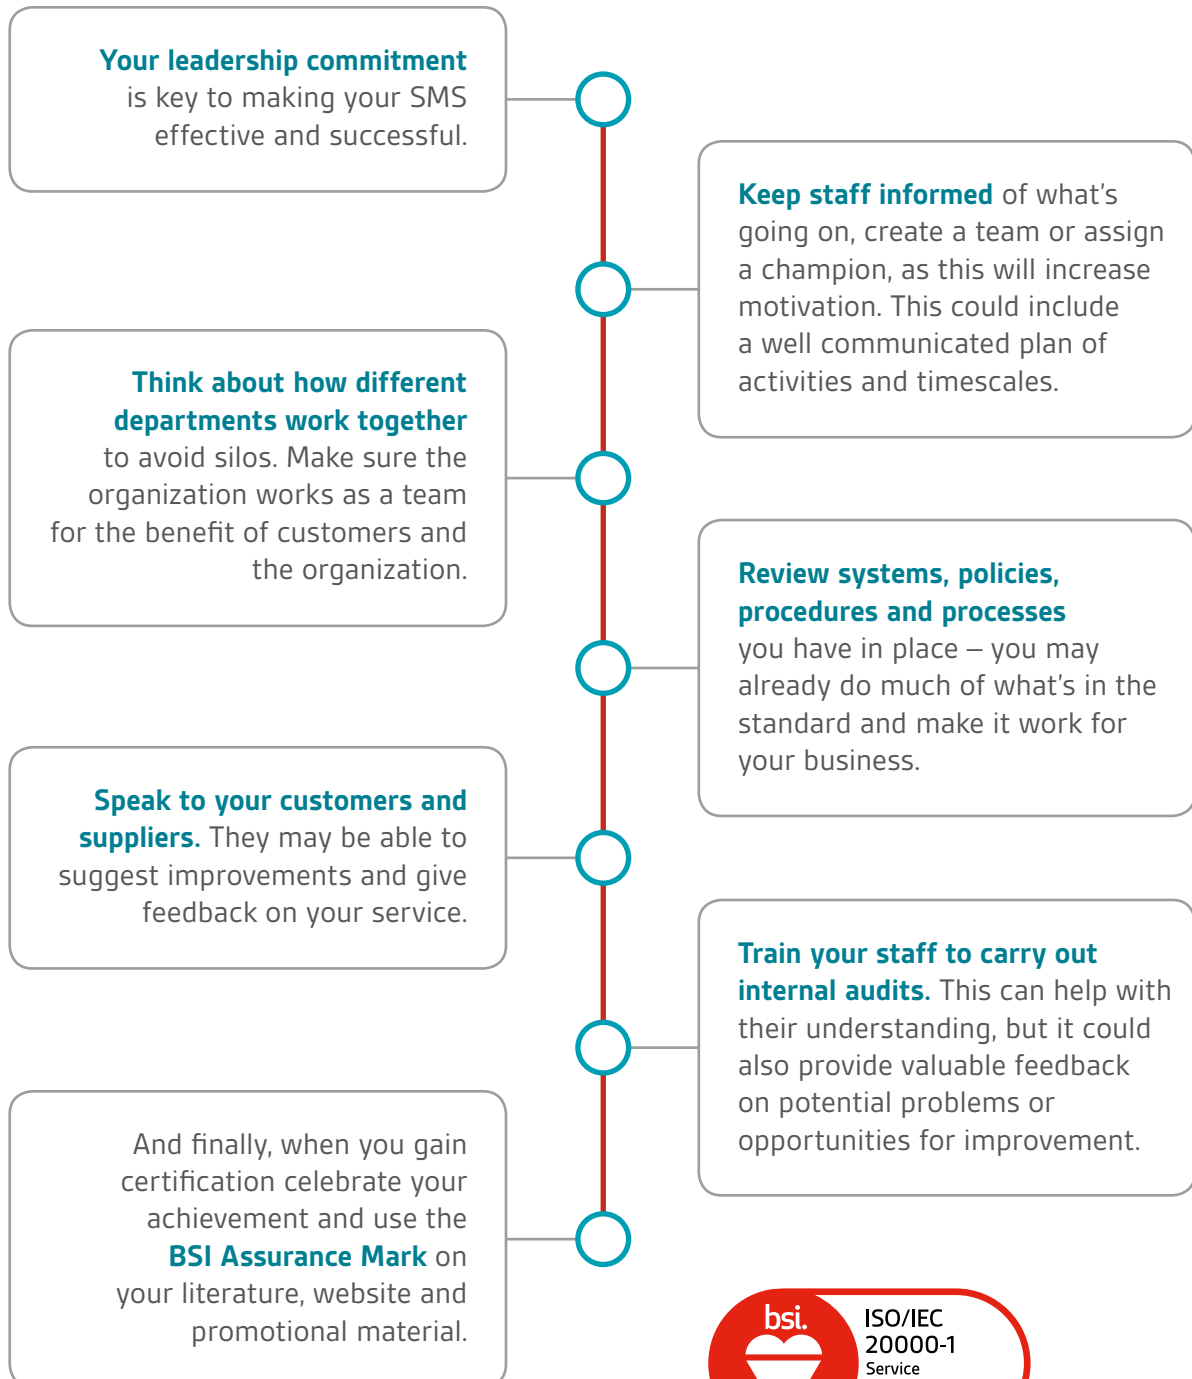 Your leadership commitment
is key to making your SMS
effective and successful.
Keep staff informed of what's
going on, create a team or assign
a champion, as this will increase
motivation. This could include
a well communicated plan of
activities and timescales.
Think about how different
departments work together
to avoid silos. Make sure the
organization works as a team
for the benefit of customers and
the organization.
Review systems, policies,
procedures and processes
you have in place – you may
already do much of what's in the
standard and make it work for
your business.
Speak to your customers and
suppliers. They may be able to
suggest improvements and give
feedback on your service.
Train your staff to carry out
internal audits. This can help with
their understanding, but it could
also provide valuable feedback
on potential problems or
opportunities for improvement.
And finally, when you gain
certification celebrate your
achievement and use the
BSI Assurance Mark on
your literature, website and
promotional material.
bsi.
ISO/IEC
20000-1
Service